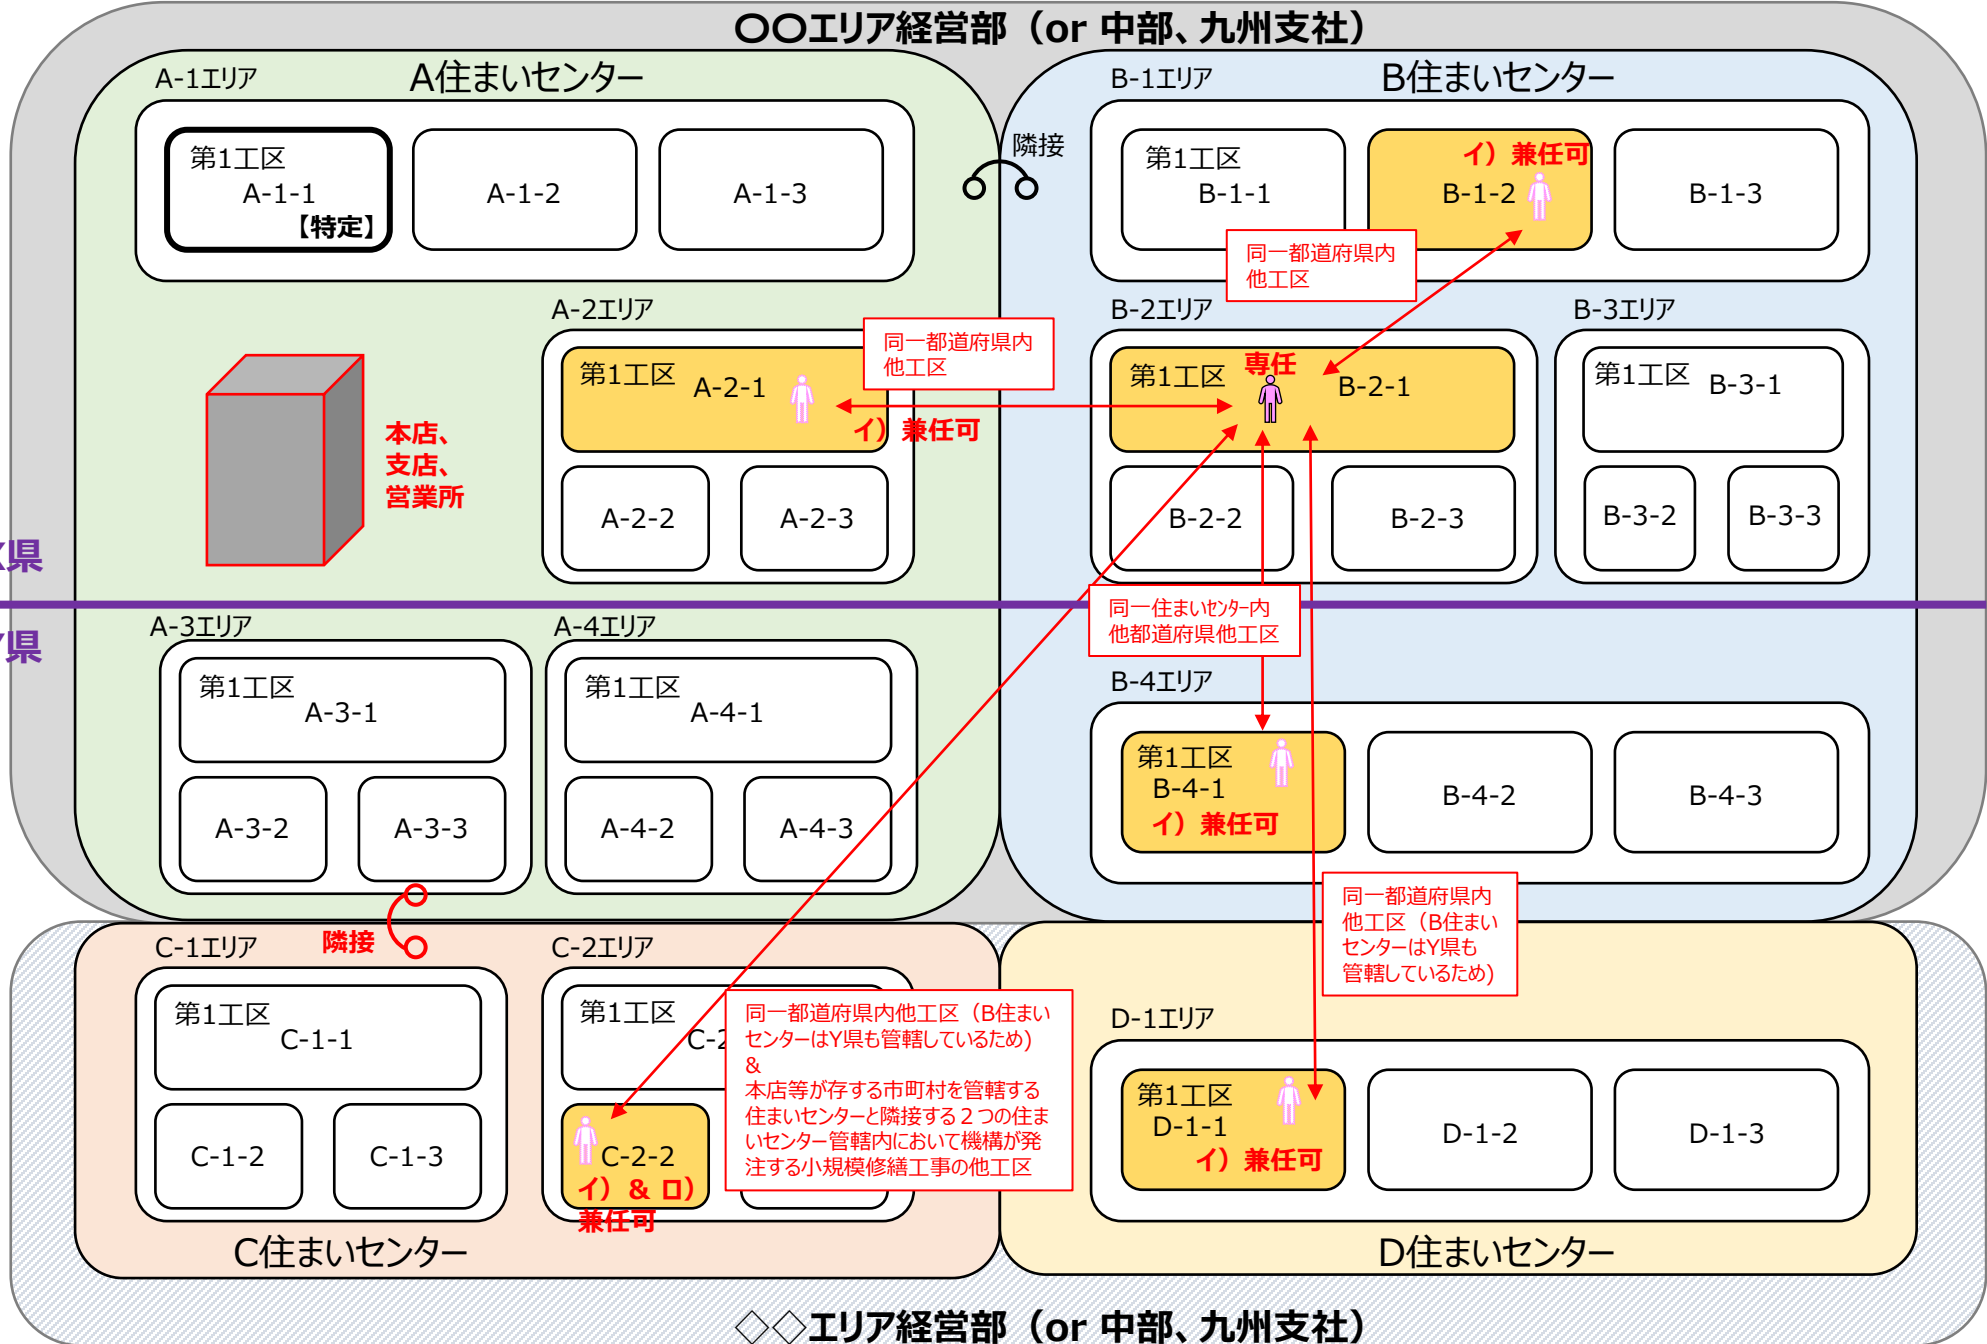 〇〇エリア経営部（or 中部、九州支社）
A-1エリア
A住まいセンター
B-1エリア
B住まいセンター
第1工区
A-1-1
【特定】
A-1-2
A-1-3
隣接
第1工区
B-1-1
イ）兼任可
B-1-2
B-1-3
同一都道府県内
他工区
A-2エリア
B-2エリア
B-3エリア
同一都道府県内
他工区
第1工区
A-2-1
イ）兼任可
第1工区
専任
B-2-1
第1工区
B-3-1
本店、
支店、
営業所
A-2-2
A-2-3
B-2-2
B-2-3
B-3-2
B-3-3
県
県
同一住まいセンター内
他都道府県他工区
A-3エリア
A-4エリア
B-4エリア
第1工区
A-3-1
第1工区
A-4-1
第1工区
B-4-1
イ）兼任可
B-4-2
B-4-3
A-3-2
A-3-3
A-4-2
A-4-3
同一都道府県内
他工区（B住まい
センターはY県も
管轄しているため)
隣接
C-1エリア
C-2エリア
D-1エリア
第1工区
C-1-1
第1工区
同一都道府県内他工区（B住まい
センターはY県も管轄しているため)
&
本店等が存する市町村を管轄する
住まいセンターと隣接する２つの住ま
いセンター管轄内において機構が発
注する小規模修繕工事の他工区
第1工区
D-1-1
イ）兼任可
D-1-2
D-1-3
C-1-2
C-1-3
C-2-2
イ）& ロ）
兼任可
C住まいセンター
D住まいセンター
◇◇エリア経営部（or 中部、九州支社）